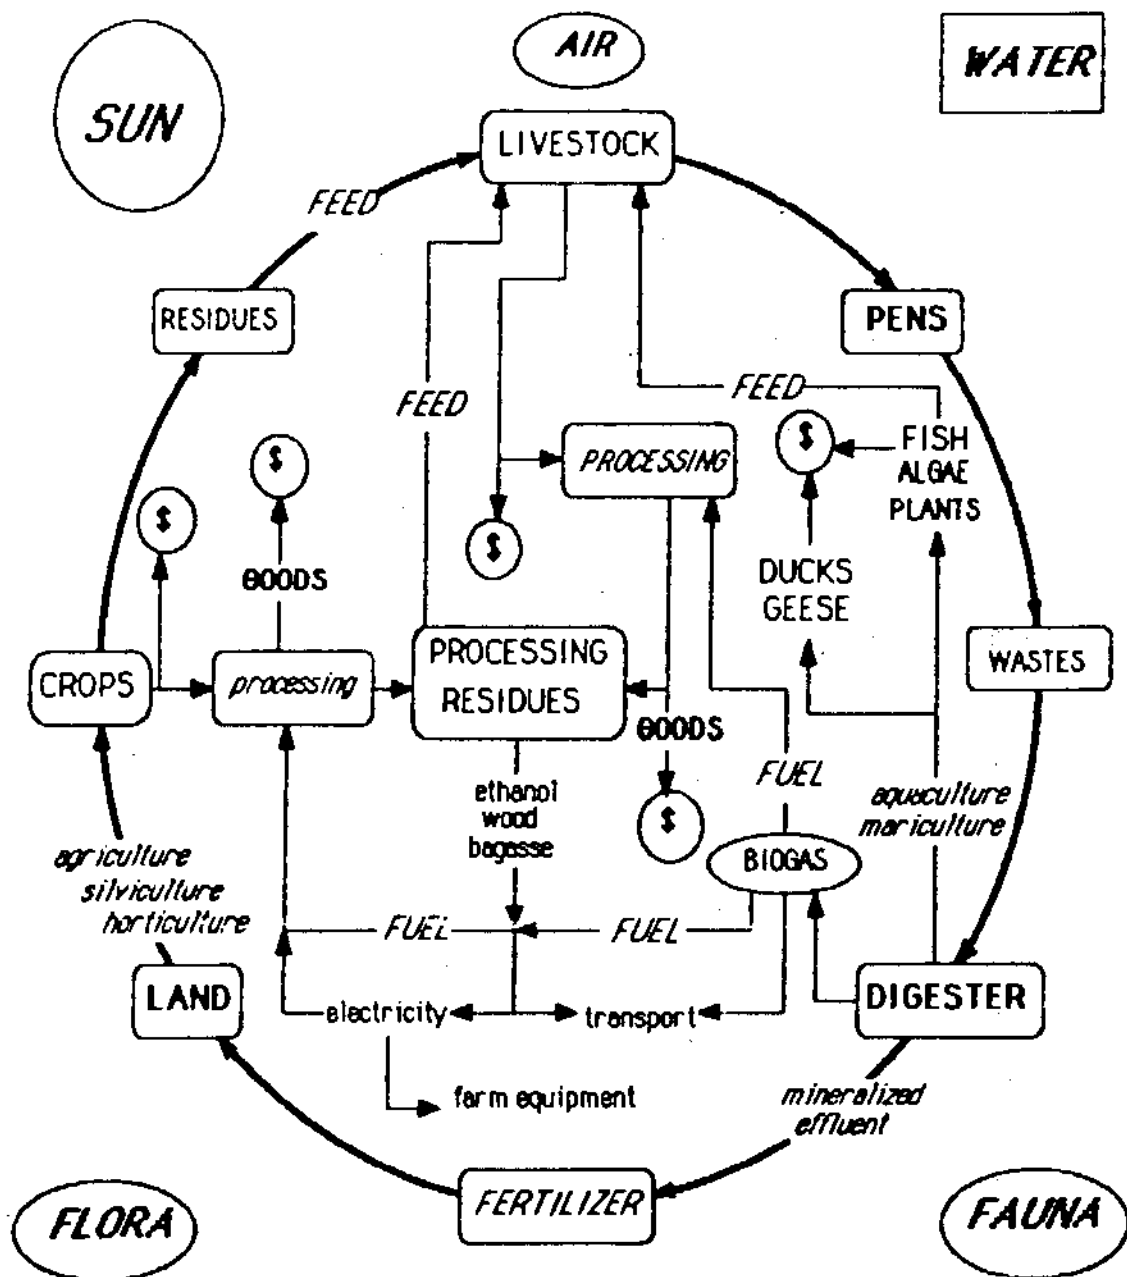 AIR
WATER
SUN
LIVESTOCK
FEED
RESIDUES
PENS
FEED
FEED
$
$
$
PROCESSING
FISH
ALGAE
PLANTS
$
GOODS
DUCKS
GEESE
CROPS
processing
PROCESSING
RESIDUES
WASTES
GOODS
ethanol
wood
bagasse
FUEL
$
aquaculture
mariculture
BIOGAS
agriculture
silviculture
horticulture
FUEL
FUEL
LAND
electricity
transport
DIGESTER
farm equipment
mineralized
effluent
FERTILIZER
FLORA
FAUNA